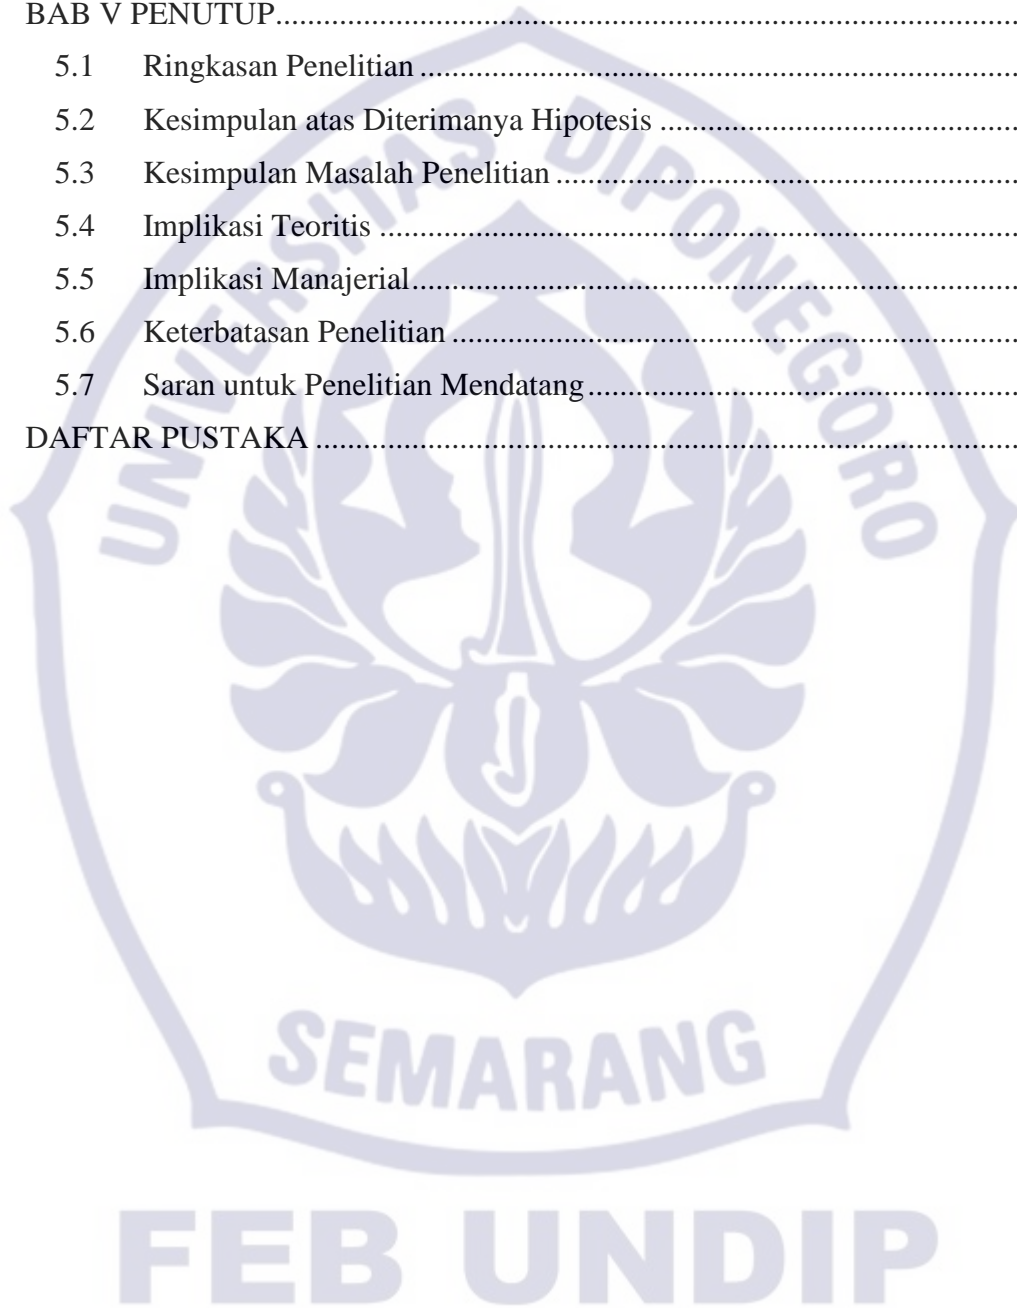 BAB V PENUTUP
5.1 Ringkasan Penelitian
5.2 Kesimpulan atas Diterimanya Hipotesis
5.3 Kesimpulan Masalah Penelitian
5.4 Implikasi Teoritis
5.5 Implikasi Manajerial
5.6 Keterbatasan Penelitian
5.7 Saran untuk Penelitian Mendatang
DAFTAR PUSTAKA
UNIVERSITAS DIPONEGORO
SEMARANG
FEB UNDIP